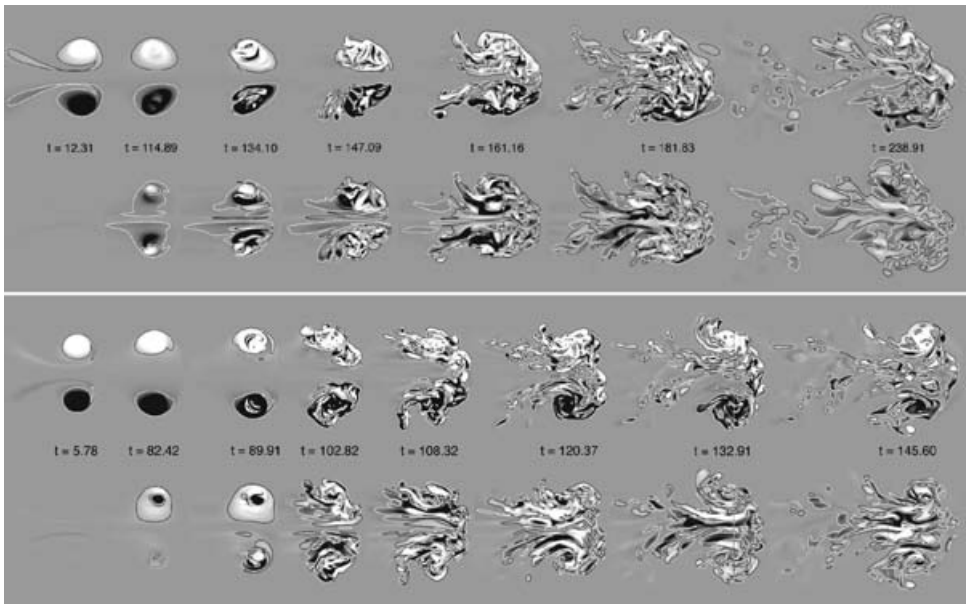 t = 12.31 t = 114.89 t = 134.10 t = 147.09 t = 161.16 t = 181.83 t = 238.91
t = 5.78 t = 82.42 t = 89.91 t = 102.82 t = 108.32 t = 120.37 t = 132.91 t = 145.60